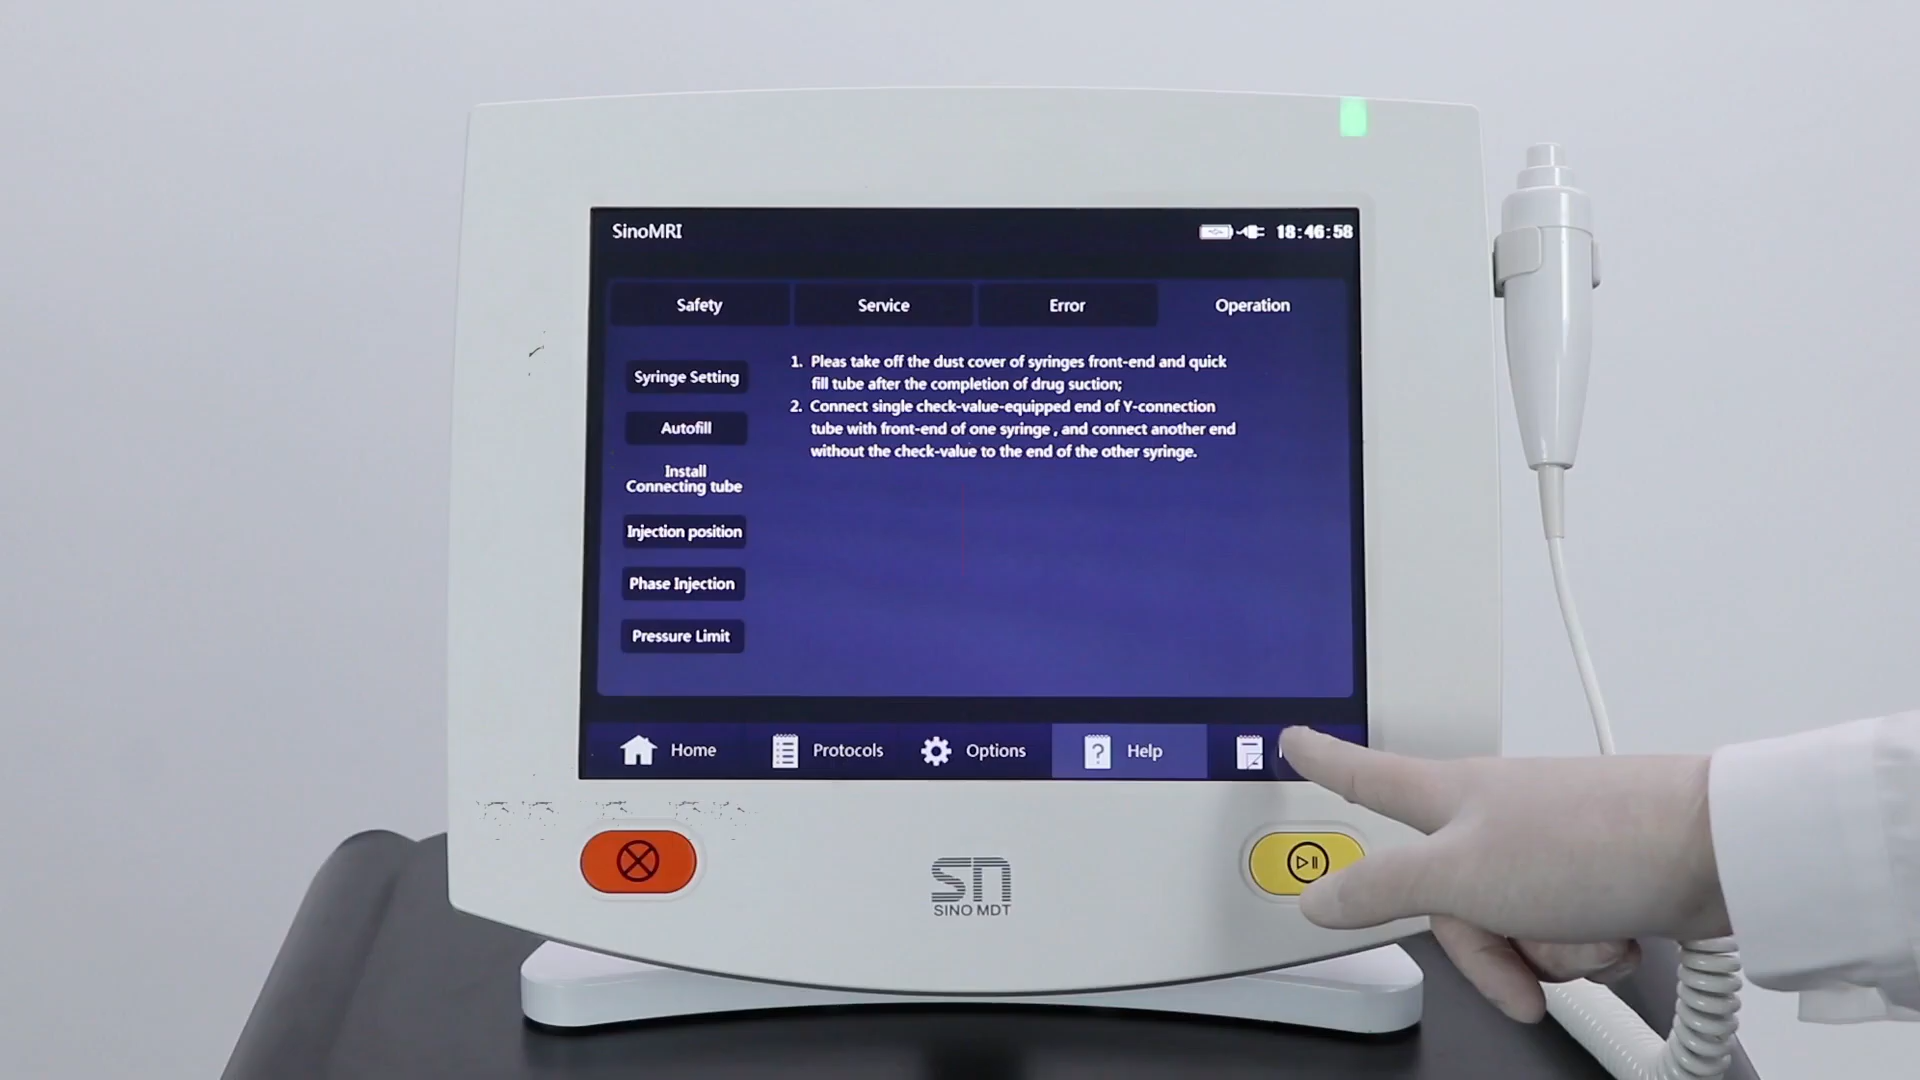 SinoMRI
18:46:58
Safety
Service
Error
Operation
Syringe Setting
Autofill
Install
Connecting tube
Injection position
Phase Injection
Pressure Limit
1. Pleas take off the dust cover of syringes front-end and quick
fill tube after the completion of drug suction;
2. Connect single check-value-equipped end of Y-connection
tube with front-end of one syringe , and connect another end
without the check-value to the end of the other syringe.
Home
Protocols
Options
? Help
SINO MDT